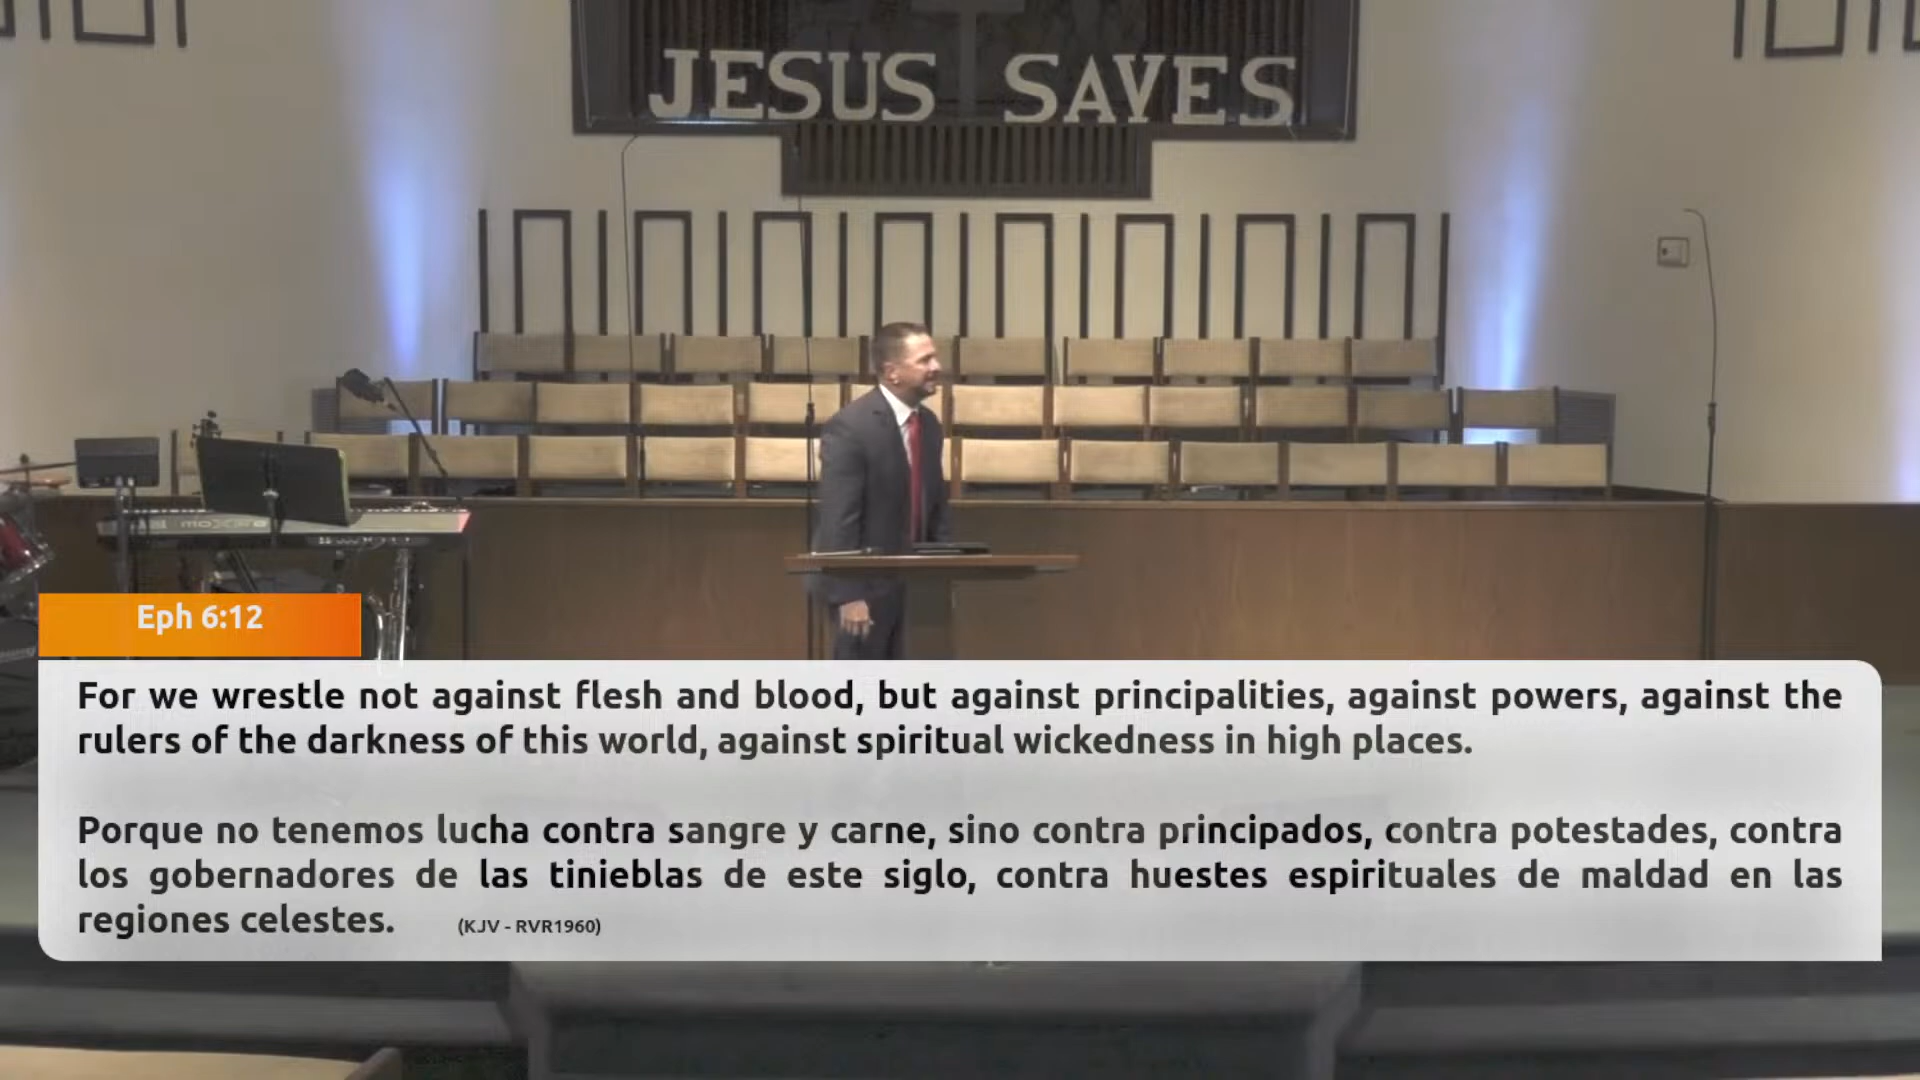 JESUS SAVES
moxf8
Eph 6:12
For we wrestle not against flesh and blood, but against principalities, against powers, against the
rulers of the darkness of this world, against spiritual wickedness in high places.
Porque no tenemos lucha contra sangre y carne, sino contra principados, contra potestades, contra
los gobernadores de las tinieblas de este siglo, contra huestes espirituales de maldad en las
regiones celestes. (KJV - RVR1960)